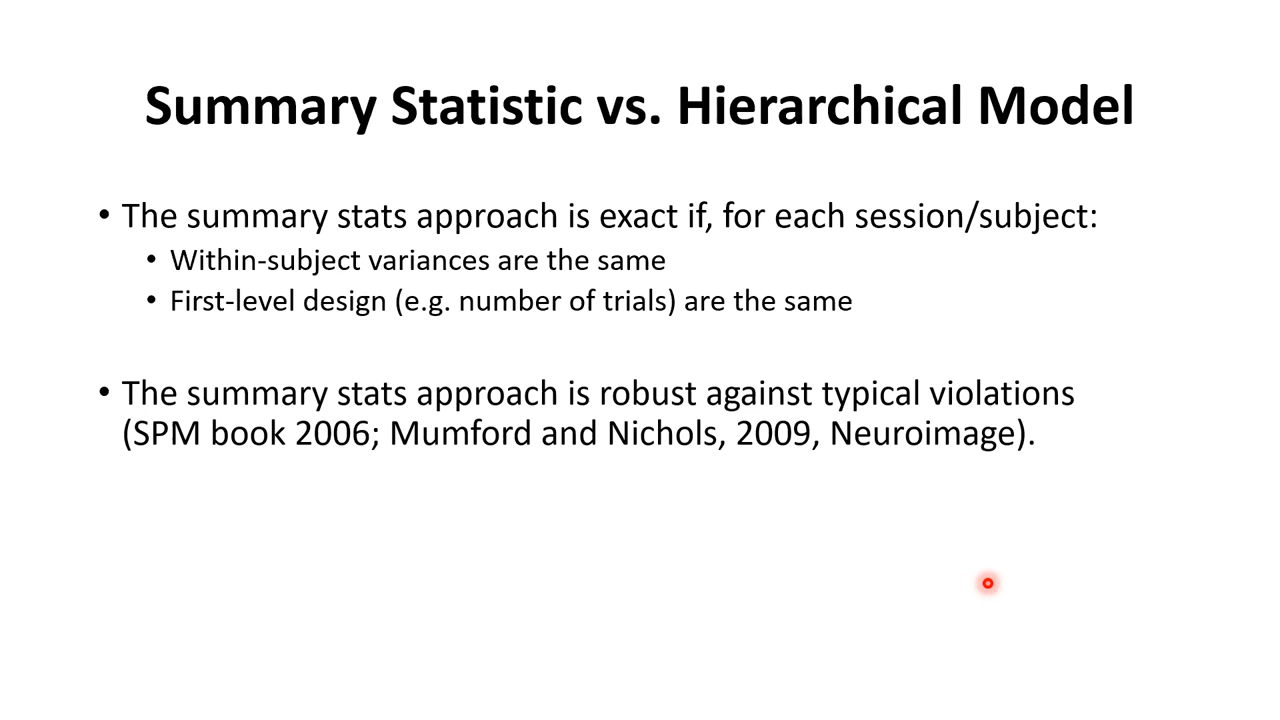 Summary Statistic vs. Hierarchical Model
• The summary stats approach is exact if, for each session/subject:
• Within-subject variances are the same
• First-level design (e.g. number of trials) are the same
• The summary stats approach is robust against typical violations
(SPM book 2006; Mumford and Nichols, 2009, Neuroimage).